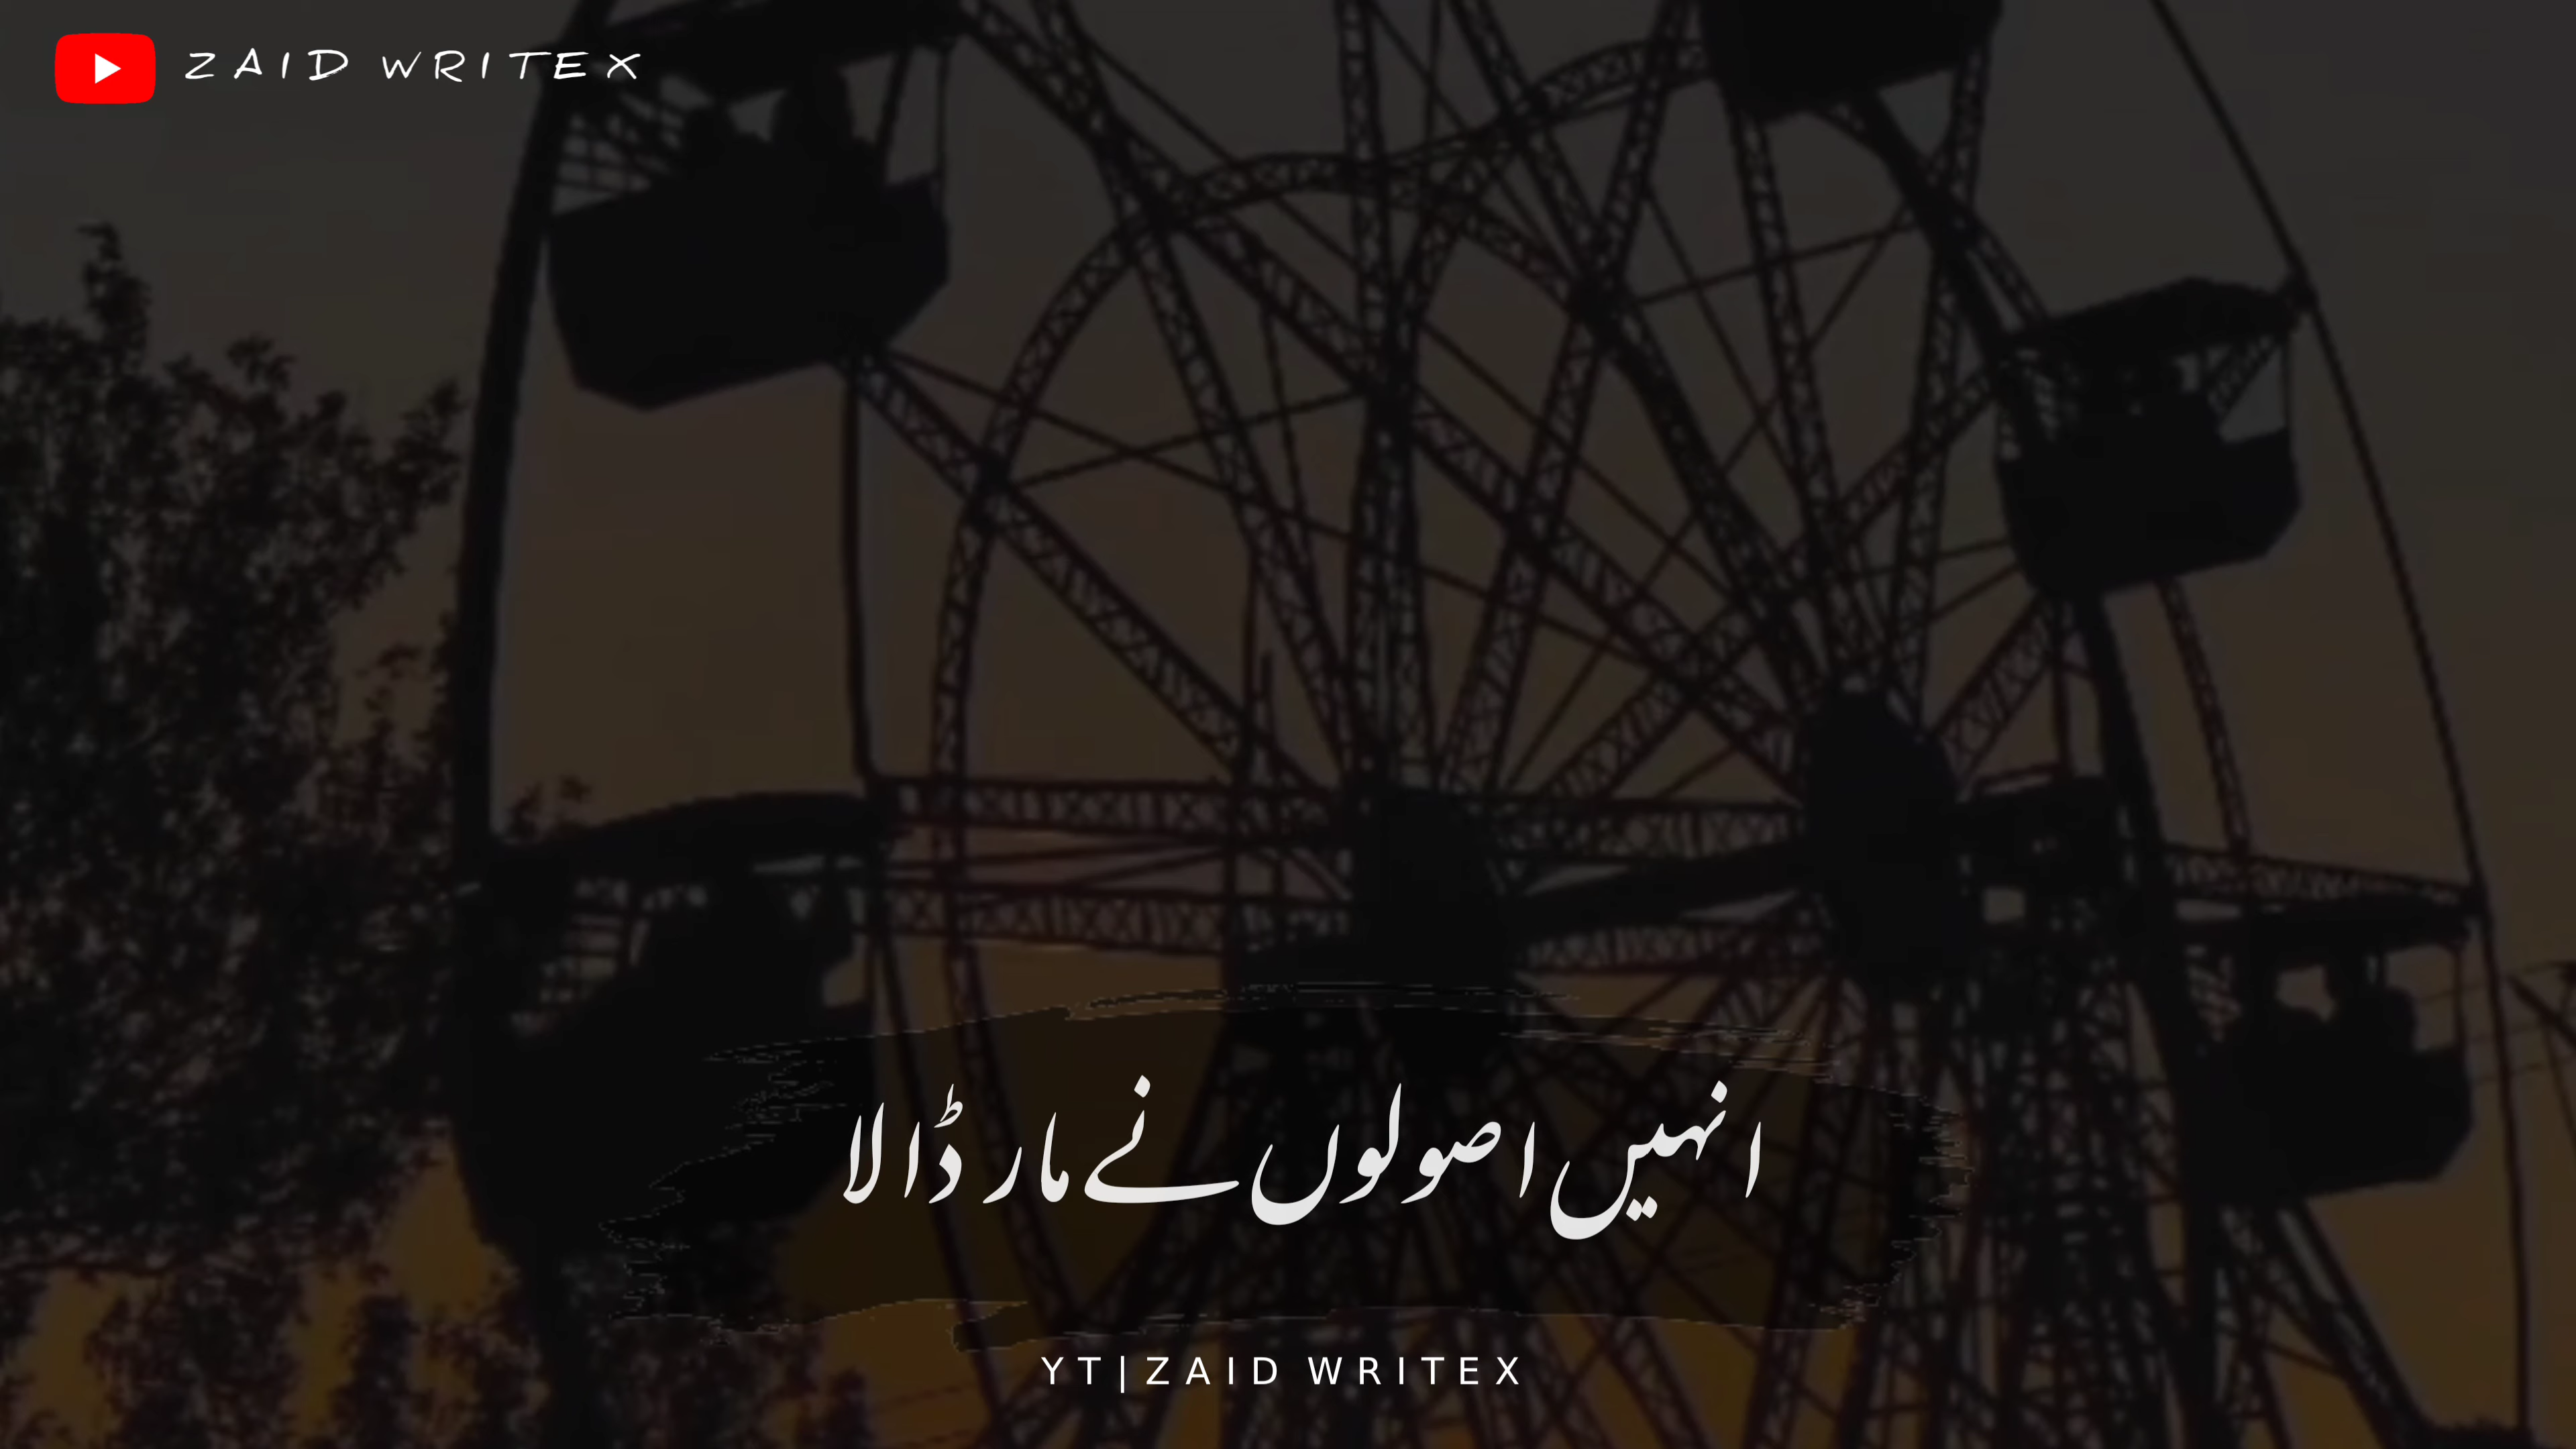 ZAID WRITEX
انہیں اصولوں نے مار ڈالا
YT|ZAID WRITEX